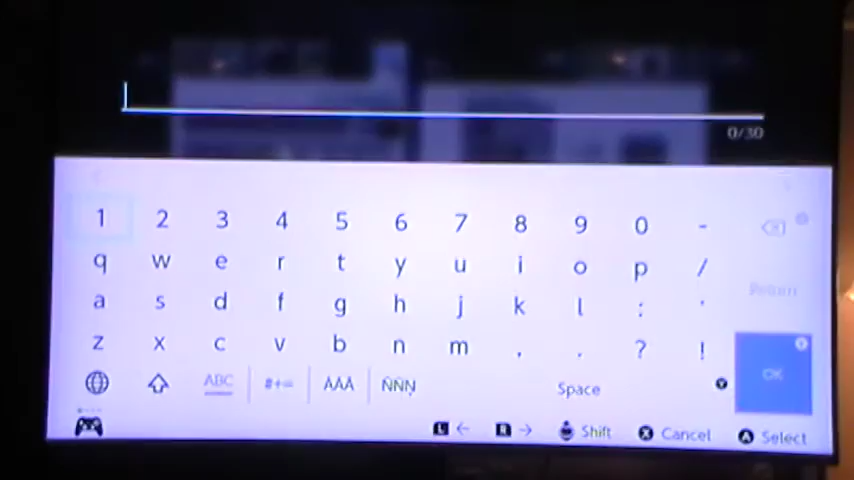 0/30
1 2 3 4 5 6 7 8 9 0 -
q w e r t y u i o p /
a s d f g h j k l : '
z x c v b n m , . ? !
ABC #+= ÀÁÂ ÑÑŅ Space Y
Return
OK
L ← R → Shift X Cancel A Select